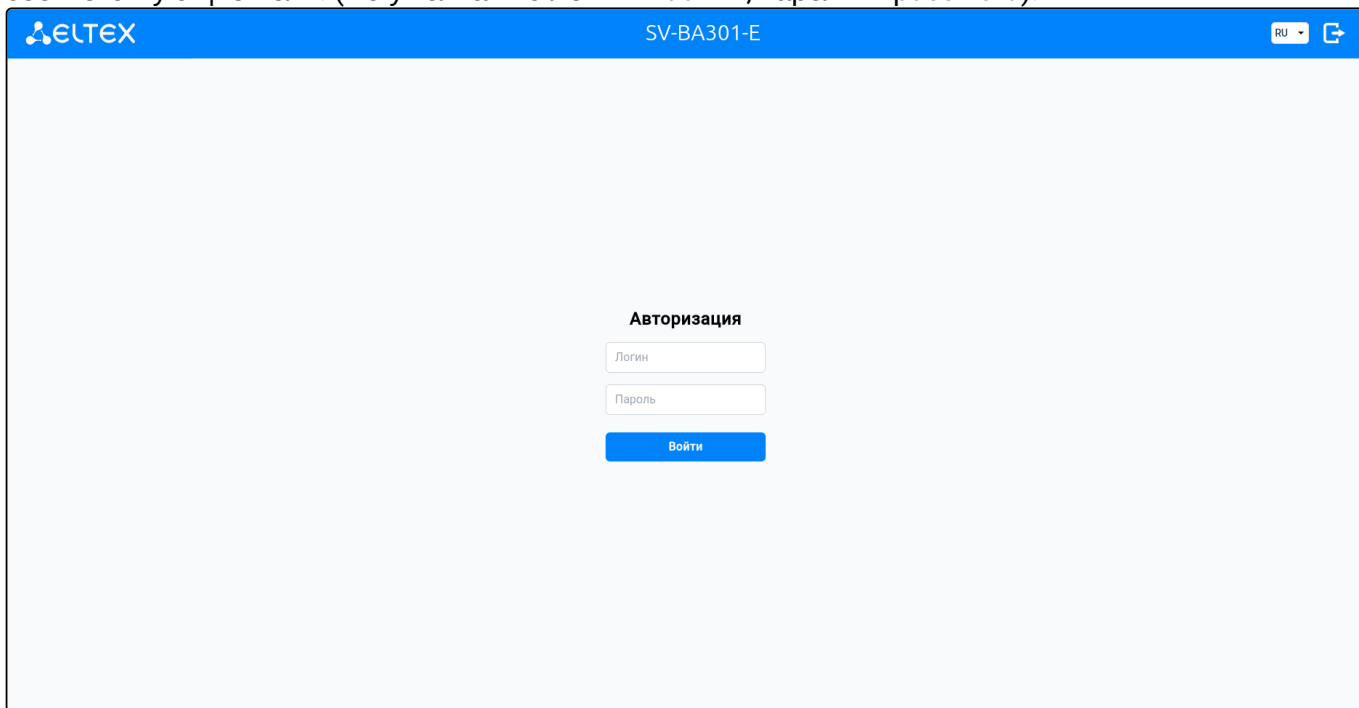 ELTEX
SV-BA301-E
RU
Авторизация
Логин
Пароль
Войти